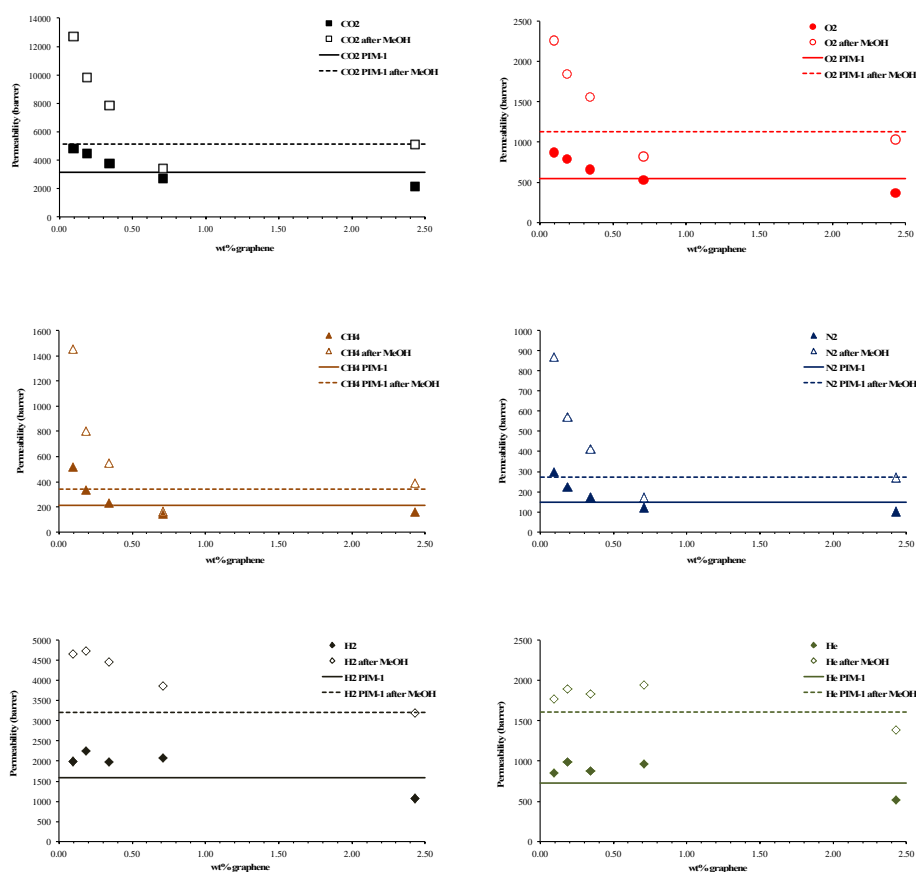 14000
12000
10000
8000
6000
4000
2000
0
Permeability (barrer)
0.00 0.50 1.00 1.50 2.00 2.50
wt% graphene
CO2
CO2 after MeOH
CO2 PIM-1
CO2 PIM-1 after MeOH
2500
2000
1500
1000
500
0
Permeability (barrer)
0.00 0.50 1.00 1.50 2.00 2.50
wt% graphene
O2
O2 after MeOH
O2 PIM-1
O2 PIM-1 after MeOH
1600
1400
1200
1000
800
600
400
200
0
Permeability (barrer)
0.00 0.50 1.00 1.50 2.00 2.50
wt% graphene
CH4
CH4 after MeOH
CH4 PIM-1
CH4 PIM-1 after MeOH
1000
900
800
700
600
500
400
300
200
100
0
Permeability (barrer)
0.00 0.50 1.00 1.50 2.00 2.50
wt% graphene
N2
N2 after MeOH
N2 PIM-1
N2 PIM-1 after MeOH
5000
4500
4000
3500
3000
2500
2000
1500
1000
500
0
Permeability (barrer)
0.00 0.50 1.00 1.50 2.00 2.50
wt% graphene
H2
H2 after MeOH
H2 PIM-1
H2 PIM-1 after MeOH
2500
2000
1500
1000
500
0
Permeability (barrer)
0.00 0.50 1.00 1.50 2.00 2.50
wt% graphene
He
He after MeOH
He PIM-1
He PIM-1 after MeOH